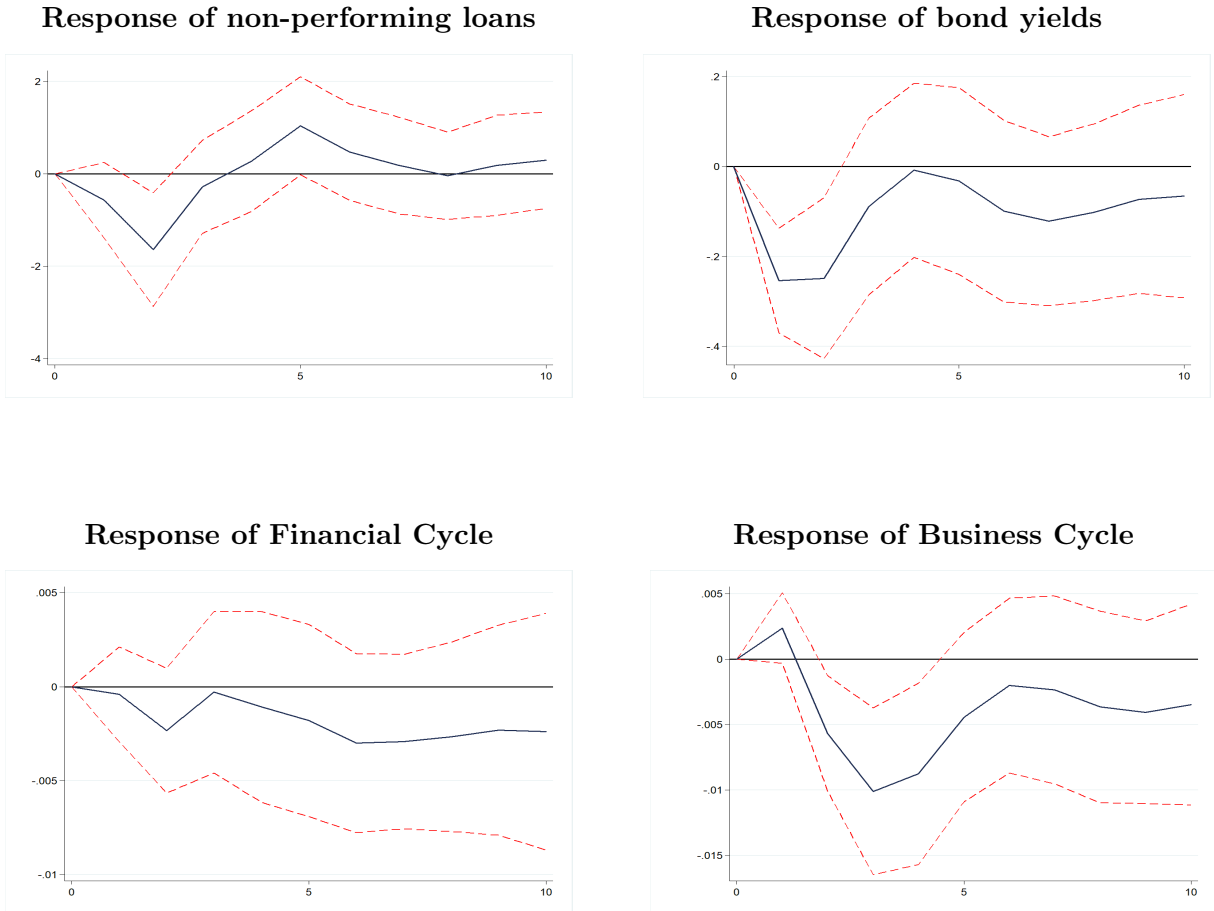 Response of non-performing loans
2
0
-2
-4
0 5 10
Response of bond yields
.2
0
-.2
-.4
0 5 10
Response of Financial Cycle
.005
0
-.005
-.01
0 5 10
Response of Business Cycle
.005
0
-.005
-.01
-.015
0 5 10